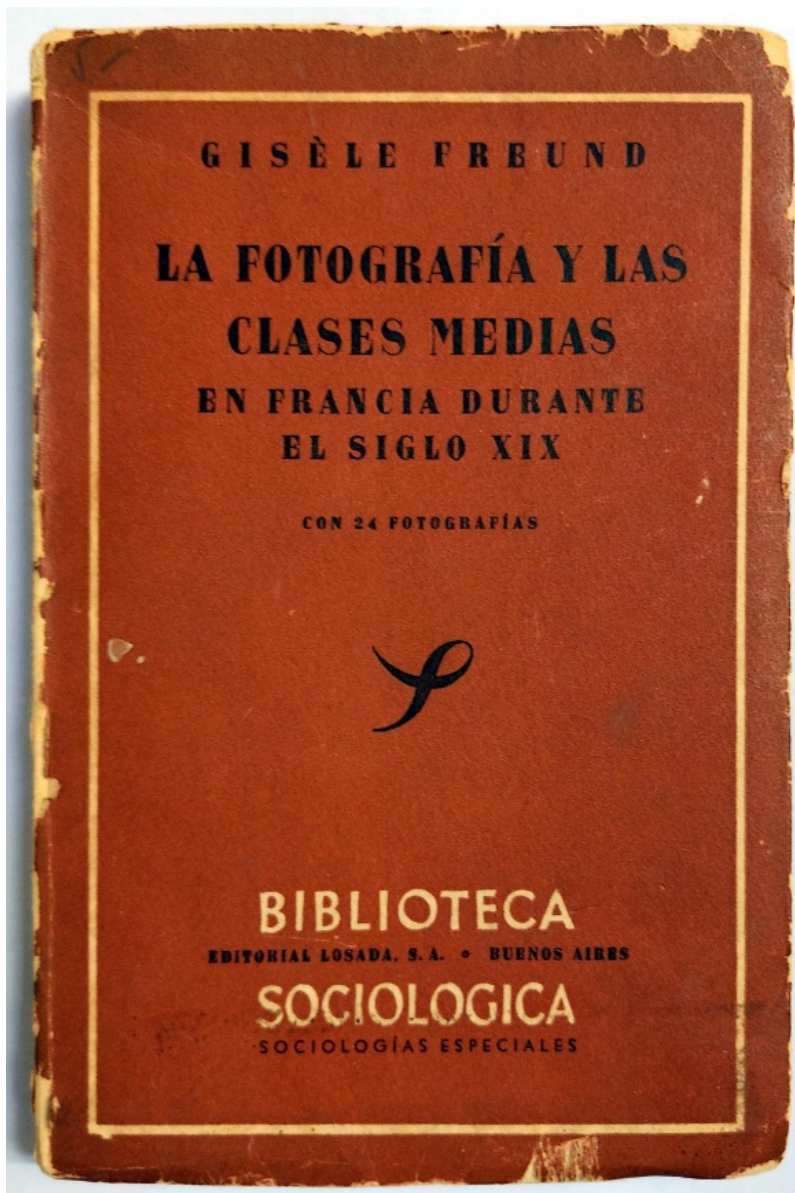 GISÈLE FREUND
LA FOTOGRAFÍA Y LAS
CLASES MEDIAS
EN FRANCIA DURANTE
EL SIGLO XIX
CON 24 FOTOGRAFÍAS
BIBLIOTECA
EDITORIAL LOSADA, S. A. • BUENOS AIRES
SOCIOLOGICA
SOCIOLOGÍAS ESPECIALES